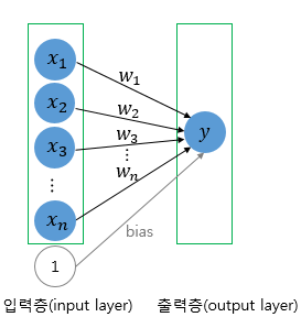 x₁
w₁
x₂
w₂
y
x₃
w₃
⋮
⋮
wₙ
xₙ
bias
1
입력층(input layer)
출력층(output layer)